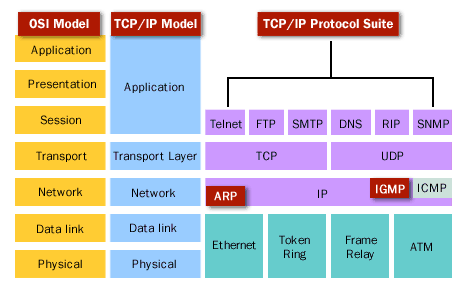 OSI Model
TCP/IP Model
TCP/IP Protocol Suite
Application
Presentation
Session
Transport
Network
Data link
Physical
Application
Transport Layer
Network
Data link
Physical
Telnet
FTP
SMTP
DNS
RIP
SNMP
TCP
UDP
ARP
IP
IGMP
ICMP
Ethernet
Token
Ring
Frame
Relay
ATM